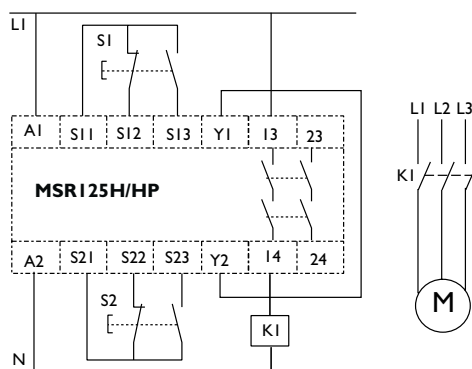 L1
S1
A1 S11 S12 S13 Y1 13 23
L1 L2 L3
K1
MSR125H/HP
A2 S21 S22 S23 Y2 14 24
S2
K1
M
N